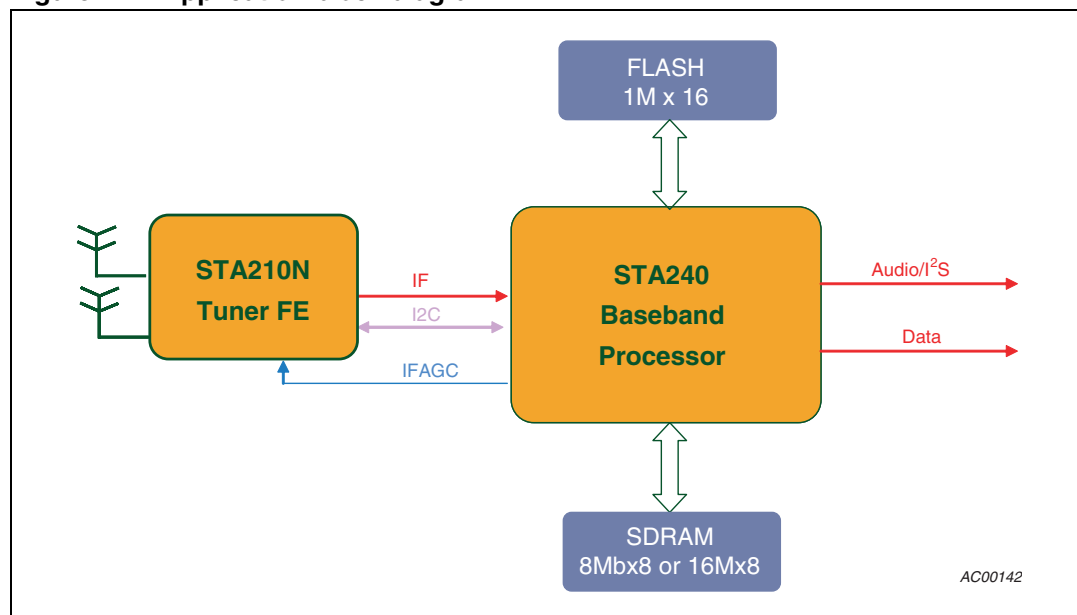 FLASH
1M x 16
STA210N
Tuner FE
IF
I2C
IFAGC
STA240
Baseband
Processor
Audio/I²S
Data
SDRAM
8Mbx8 or 16Mx8
AC00142